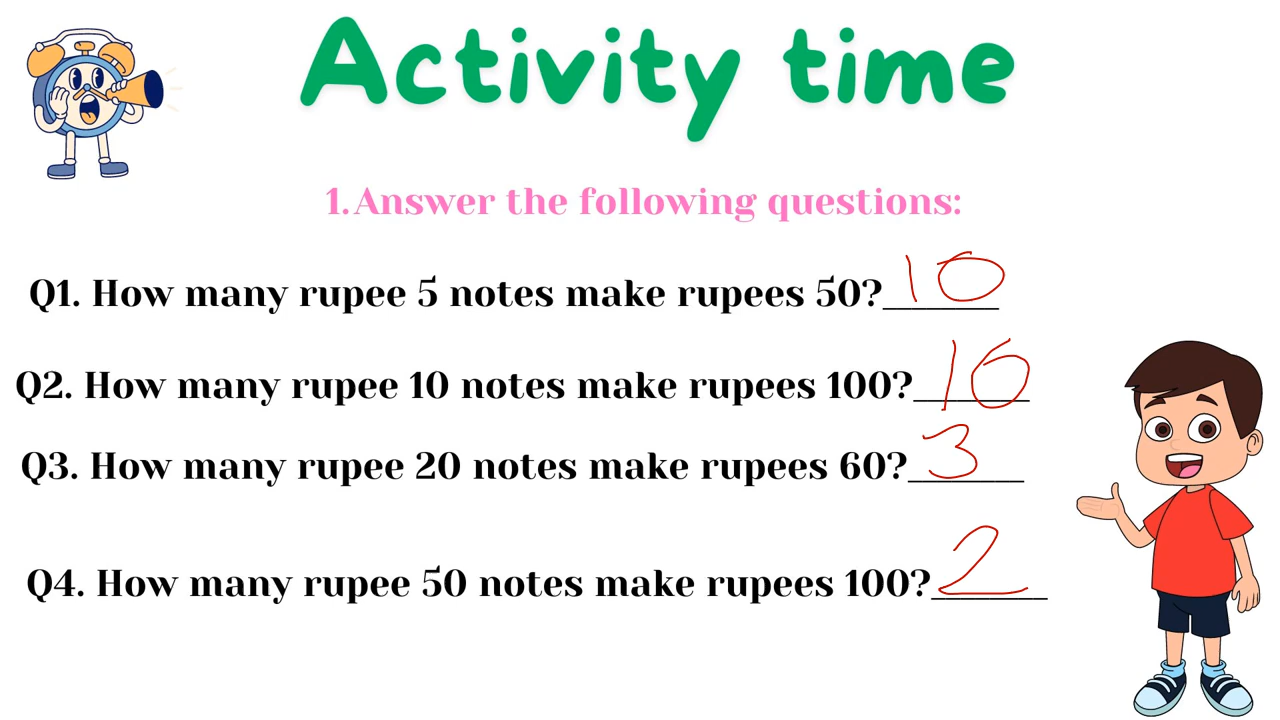 Activity time
1. Answer the following questions:
Q1. How many rupee 5 notes make rupees 50? 10
Q2. How many rupee 10 notes make rupees 100? 10
Q3. How many rupee 20 notes make rupees 60? 3
Q4. How many rupee 50 notes make rupees 100? 2